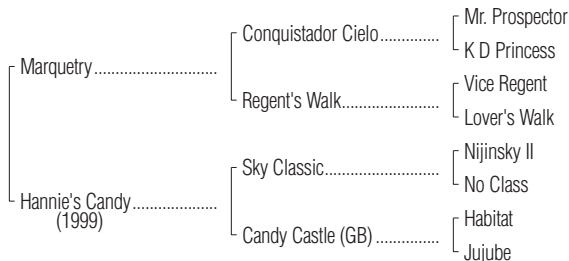 Mr. Prospector
Conquistador Cielo..............
K D Princess
Marquetry...........................
Vice Regent
Regent's Walk......................
Lover's Walk
Nijinsky II
Sky Classic.........................
No Class
Hannie's Candy...................
(1999)
Habitat
Candy Castle (GB)..............
Jujube